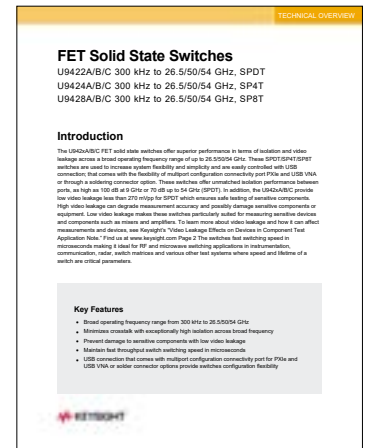 TECHNICAL OVERVIEW
FET Solid State Switches
U9422A/B/C 300 kHz to 26.5/50/54 GHz, SPDT
U9424A/B/C 300 kHz to 26.5/50/54 GHz, SP4T
U9428A/B/C 300 kHz to 26.5/50/54 GHz, SP8T
Introduction
The U942xA/B/C FET solid state switches offer superior performance in terms of isolation and video
leakage across a broad operating frequency range of up to 26.5/50/54 GHz. These SPDT/SP4T/SP8T
switches are used to increase system flexibility and simplicity and are easily controlled with USB
connection; that comes with the flexibility of multiport configuration connectivity port PXIe and USB VNA
or through a soldering connector option. These switches offer unmatched isolation performance between
ports, as high as 100 dB at 9 GHz or 70 dB up to 54 GHz (SPDT). In addition, the U942xA/B/C provide
low video leakage less than 270 mVpp for SPDT which ensures safe testing of sensitive components.
High video leakage can degrade measurement accuracy and possibly damage sensitive components or
equipment. Low video leakage makes these switches particularly suited for measuring sensitive devices
and components such as mixers and amplifiers. To learn more about video leakage and how it can affect
measurements and devices, see Keysight's "Video Leakage Effects on Devices in Component Test
Application Note." Find us at www.keysight.com Page 2 The switches fast switching speed in
microseconds making it ideal for RF and microwave switching applications in instrumentation,
communication, radar, switch matrices and various other test systems where speed and lifetime of a
switch are critical parameters.
Key Features
• Broad operating frequency range from 300 kHz to 26.5/50/54 GHz
• Minimizes crosstalk with exceptionally high isolation across broad frequency
• Prevent damage to sensitive components with low video leakage
• Maintain fast throughput switch switching speed in microseconds
• USB connection that comes with multiport configuration connectivity port for PXIe and
USB VNA or solder connector options provide switches configuration flexibility
KEYSIGHT